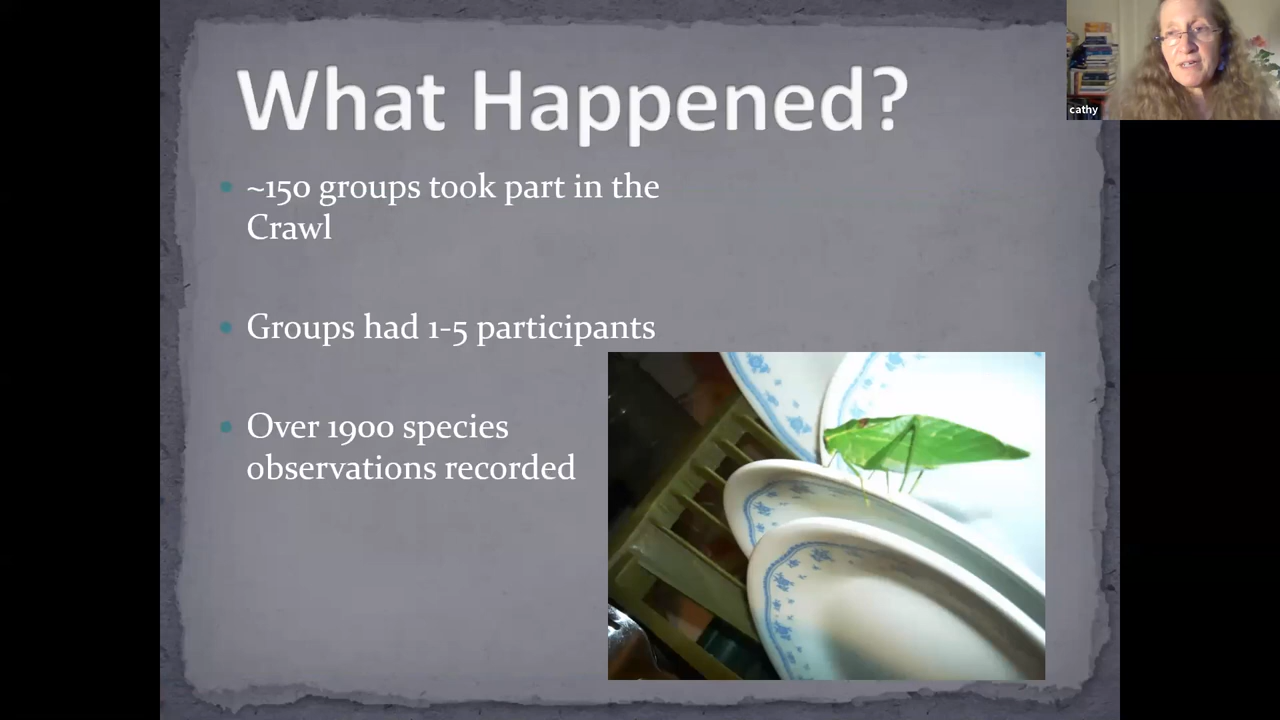 What Happened?
cathy
~150 groups took part in the
Crawl
Groups had 1-5 participants
Over 1900 species
observations recorded